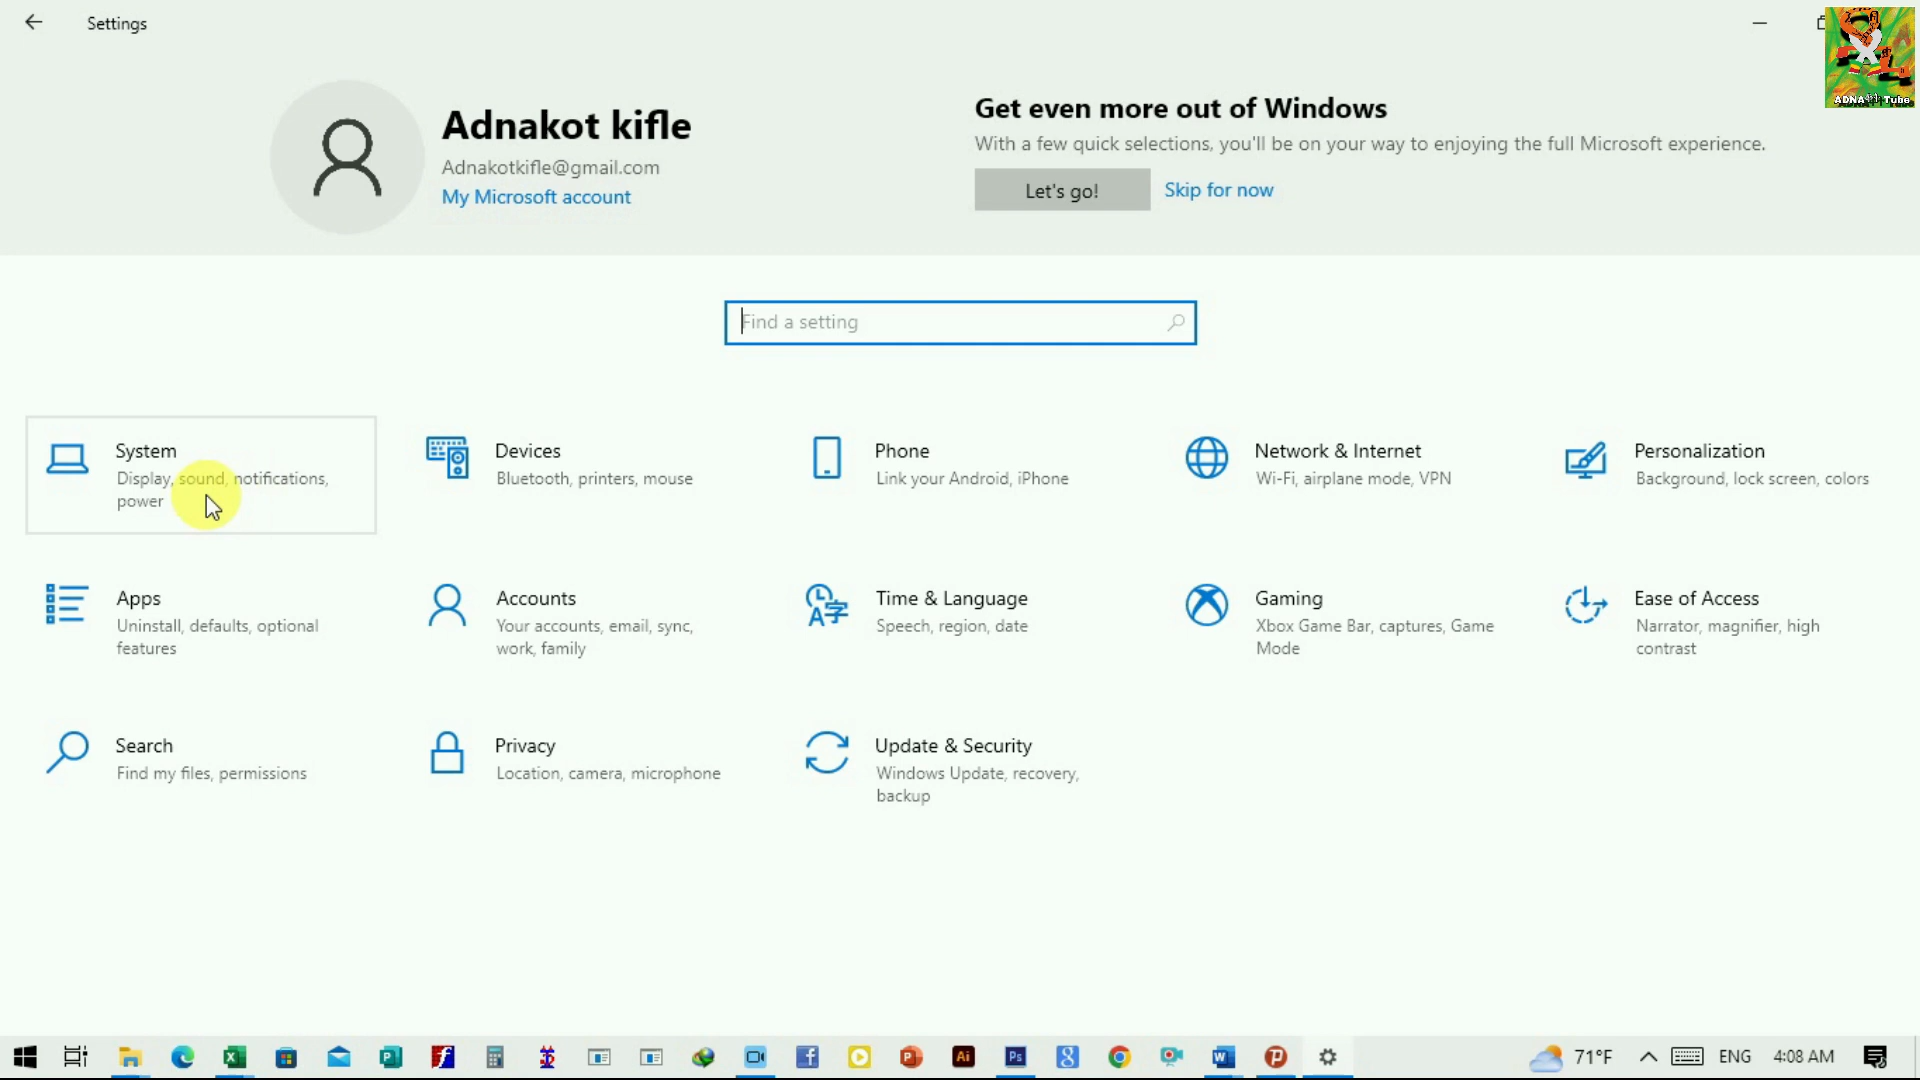 Settings
Adnakot kifle
Adnakotkifle@gmail.com
My Microsoft account
Get even more out of Windows
With a few quick selections, you'll be on your way to enjoying the full Microsoft experience.
Let's go!
Skip for now
Find a setting
System
Display, sound, notifications,
power
Devices
Bluetooth, printers, mouse
Phone
Link your Android, iPhone
Network & Internet
Wi-Fi, airplane mode, VPN
Personalization
Background, lock screen, colors
Apps
Uninstall, defaults, optional
features
Accounts
Your accounts, email, sync,
work, family
Time & Language
Speech, region, date
Gaming
Xbox Game Bar, captures, Game
Mode
Ease of Access
Narrator, magnifier, high
contrast
Search
Find my files, permissions
Privacy
Location, camera, microphone
Update & Security
Windows Update, recovery,
backup
71°F
ENG
4:08 AM